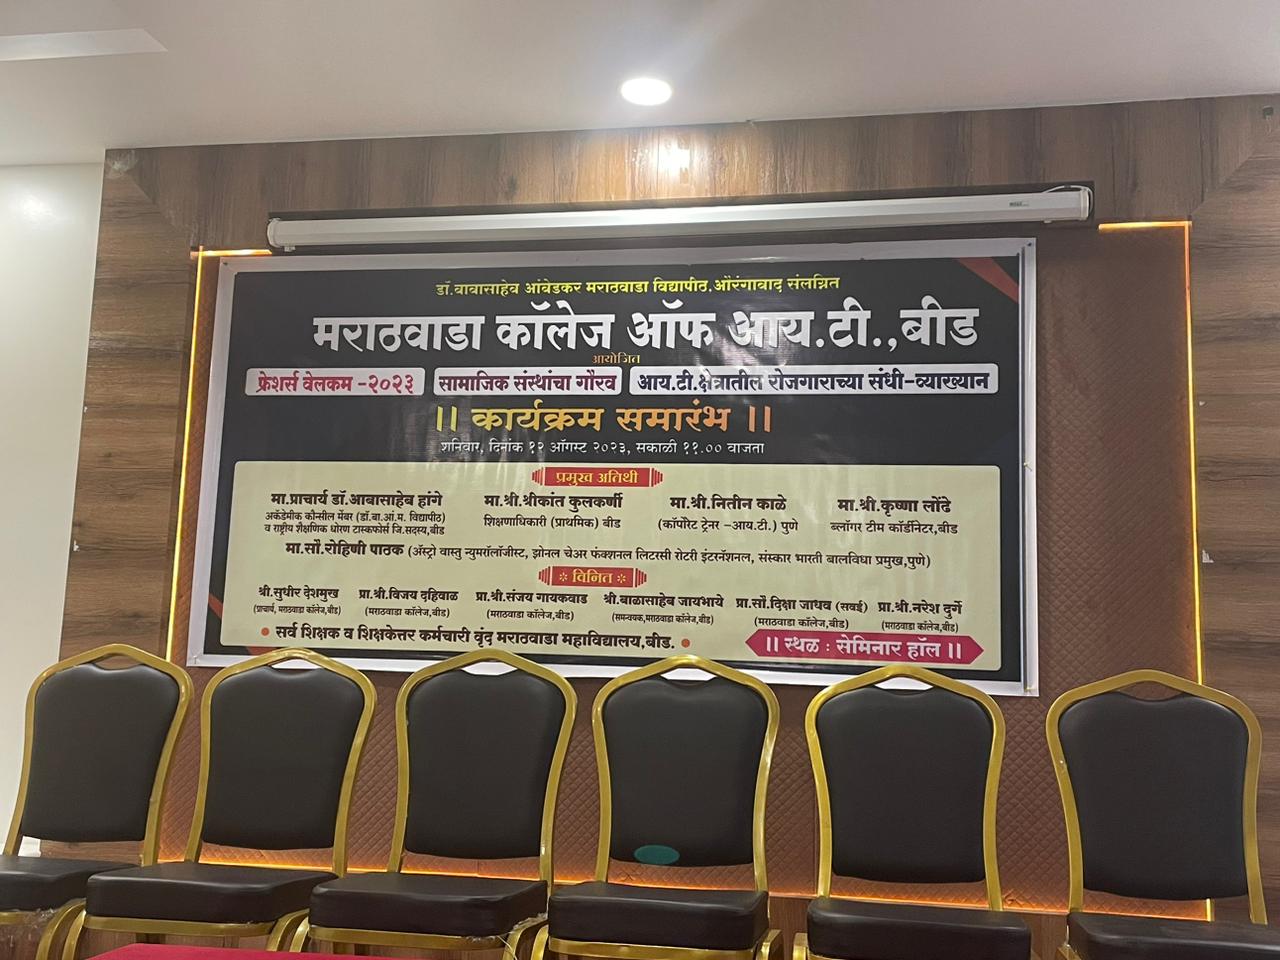 डॉ.बाबासाहेब आंबेडकर मराठवाडा विद्यापीठ,औरंगाबाद संलग्नित
मराठवाडा कॉलेज ऑफ आय.टी.,बीड
आयोजित
फ्रेशर्स वेलकम -२०२३ सामाजिक संस्थांचा गौरव आय.टी.क्षेत्रातील रोजगाराच्या संधी-व्याख्यान
|| कार्यक्रम समारंभ ||
शनिवार, दिनांक १२ ऑगस्ट २०२३, सकाळी ११.०० वाजता
प्रमुख अतिथी
मा.प्राचार्य डॉ.आबासाहेब हांगे मा.श्री.श्रीकांत कुलकर्णी मा.श्री.नितीन काळे मा.श्री.कृष्णा लोंढे
अकॅडेमीक कौन्सील मेंबर (डॉ.बा.आं.म. विद्यापीठ) शिक्षणाधिकारी (प्राथमिक) बीड (कॉर्पोरेट ट्रेनर -आय.टी.) पुणे ब्लॉगर टीम कॉर्डीनेटर,बीड
व राष्ट्रीय शैक्षणिक धोरण टास्कफोर्स जि.सदस्य,बीड
मा.सौ.रोहिणी पाठक (ॲस्ट्रो वास्तु न्युमरॉलॉजीस्ट, झोनल चेअर फंक्शनल लिटरसी रोटरी इंटरनॅशनल, संस्कार भारती बालविधा प्रमुख,पुणे)
विनित
श्री.सुधीर देशमुख प्रा.श्री.विजय दहिवाळ प्रा.श्री.संजय गायकवाड श्री.बाळासाहेब जायभाये प्रा.सौ.दिक्षा जाधव (सवई) प्रा.श्री.नरेश दुर्गे
(प्राचार्य, मराठवाडा कॉलेज,बीड) (मराठवाडा कॉलेज,बीड) (मराठवाडा कॉलेज,बीड) (समन्वयक,मराठवाडा कॉलेज,बीड) (मराठवाडा कॉलेज,बीड) (मराठवाडा कॉलेज,बीड)
सर्व शिक्षक व शिक्षकेत्तर कर्मचारी वृंद मराठवाडा महाविद्यालय,बीड.
|| स्थळ : सेमिनार हॉल ||